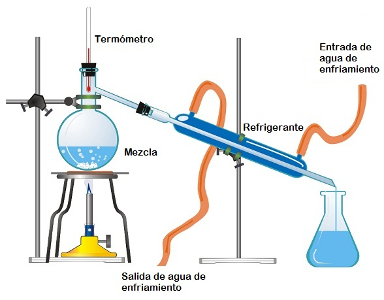 Termómetro
Entrada de
agua de
enfriamiento
Refrigerante
Mezcla
Salida de agua de
enfriamiento